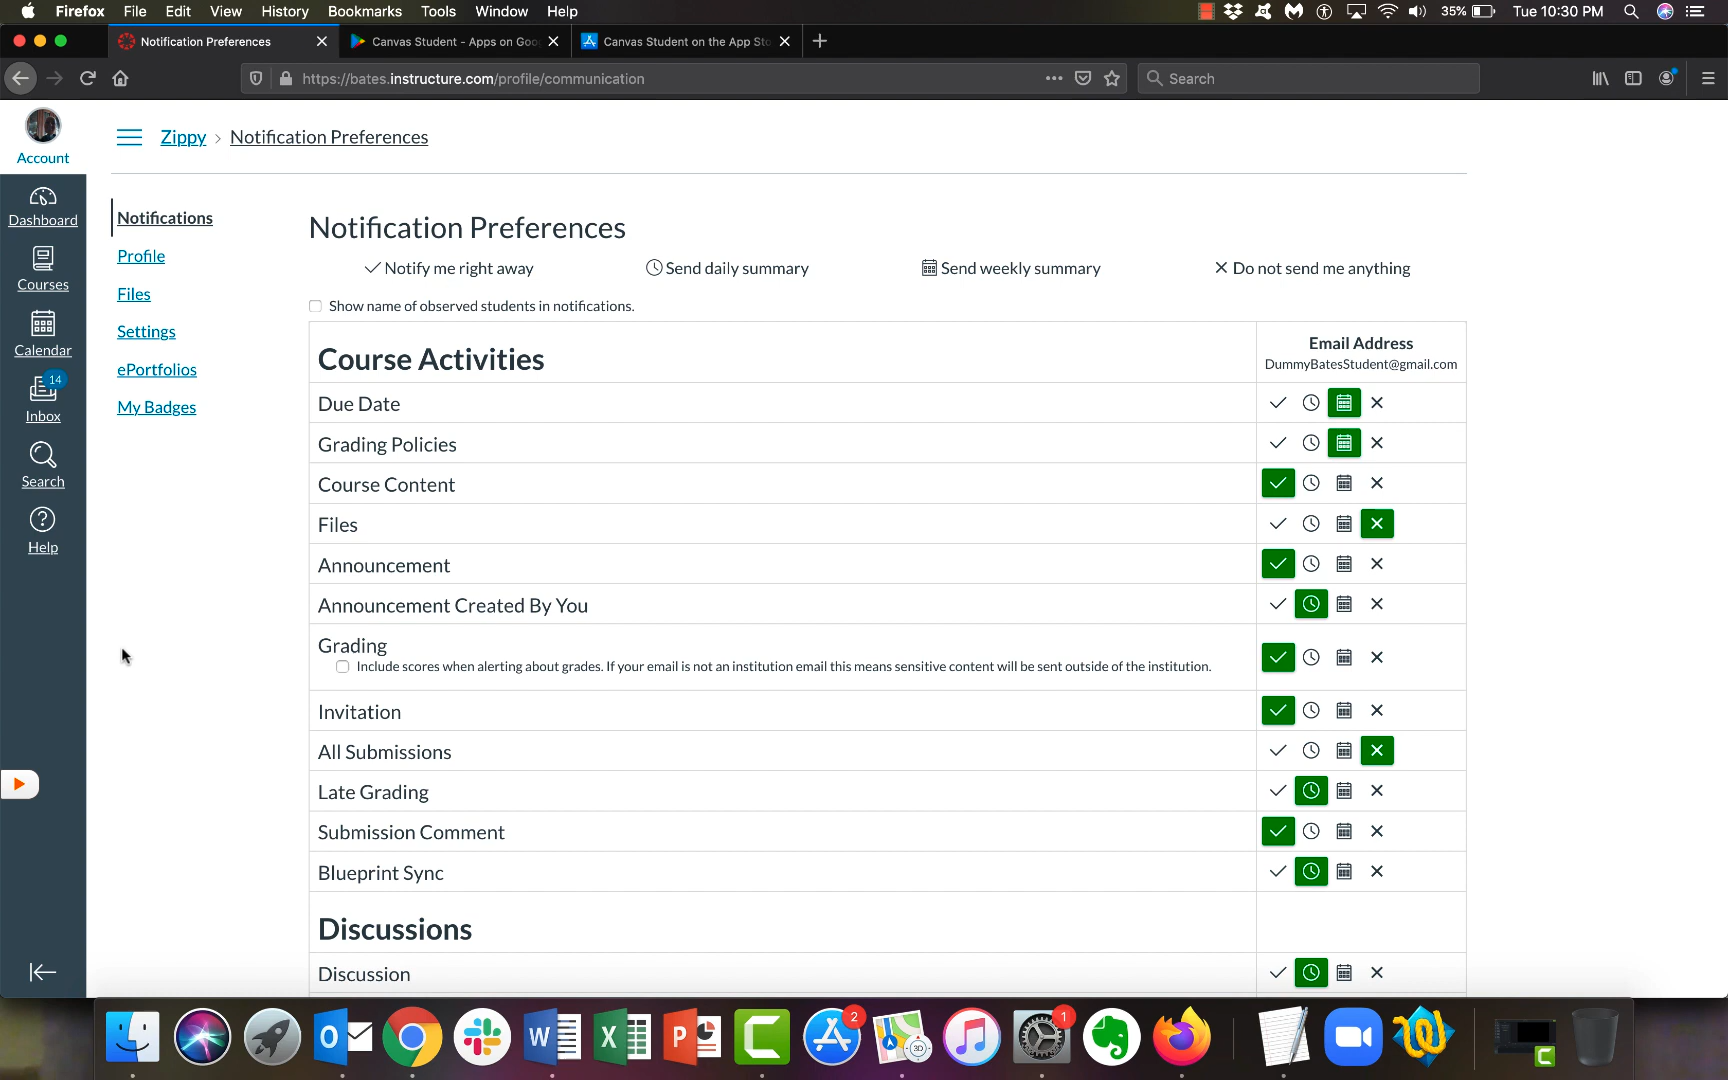 Firefox File Edit View History Bookmarks Tools Window Help 35% Tue 10:30 PM
Notification Preferences Canvas Student - Apps on Goo Canvas Student on the App Sto
https://bates.instructure.com/profile/communication Search
Account
Zippy › Notification Preferences
Dashboard
Courses
Calendar
14
Inbox
Search
Help
Notifications
Profile
Files
Settings
ePortfolios
My Badges
Notification Preferences
Notify me right away Send daily summary Send weekly summary Do not send me anything
Show name of observed students in notifications.
Course Activities
Email Address
DummyBatesStudent@gmail.com
Due Date
Grading Policies
Course Content
Files
Announcement
Announcement Created By You
Grading
Include scores when alerting about grades. If your email is not an institution email this means sensitive content will be sent outside of the institution.
Invitation
All Submissions
Late Grading
Submission Comment
Blueprint Sync
Discussions
Discussion
2 3D 1